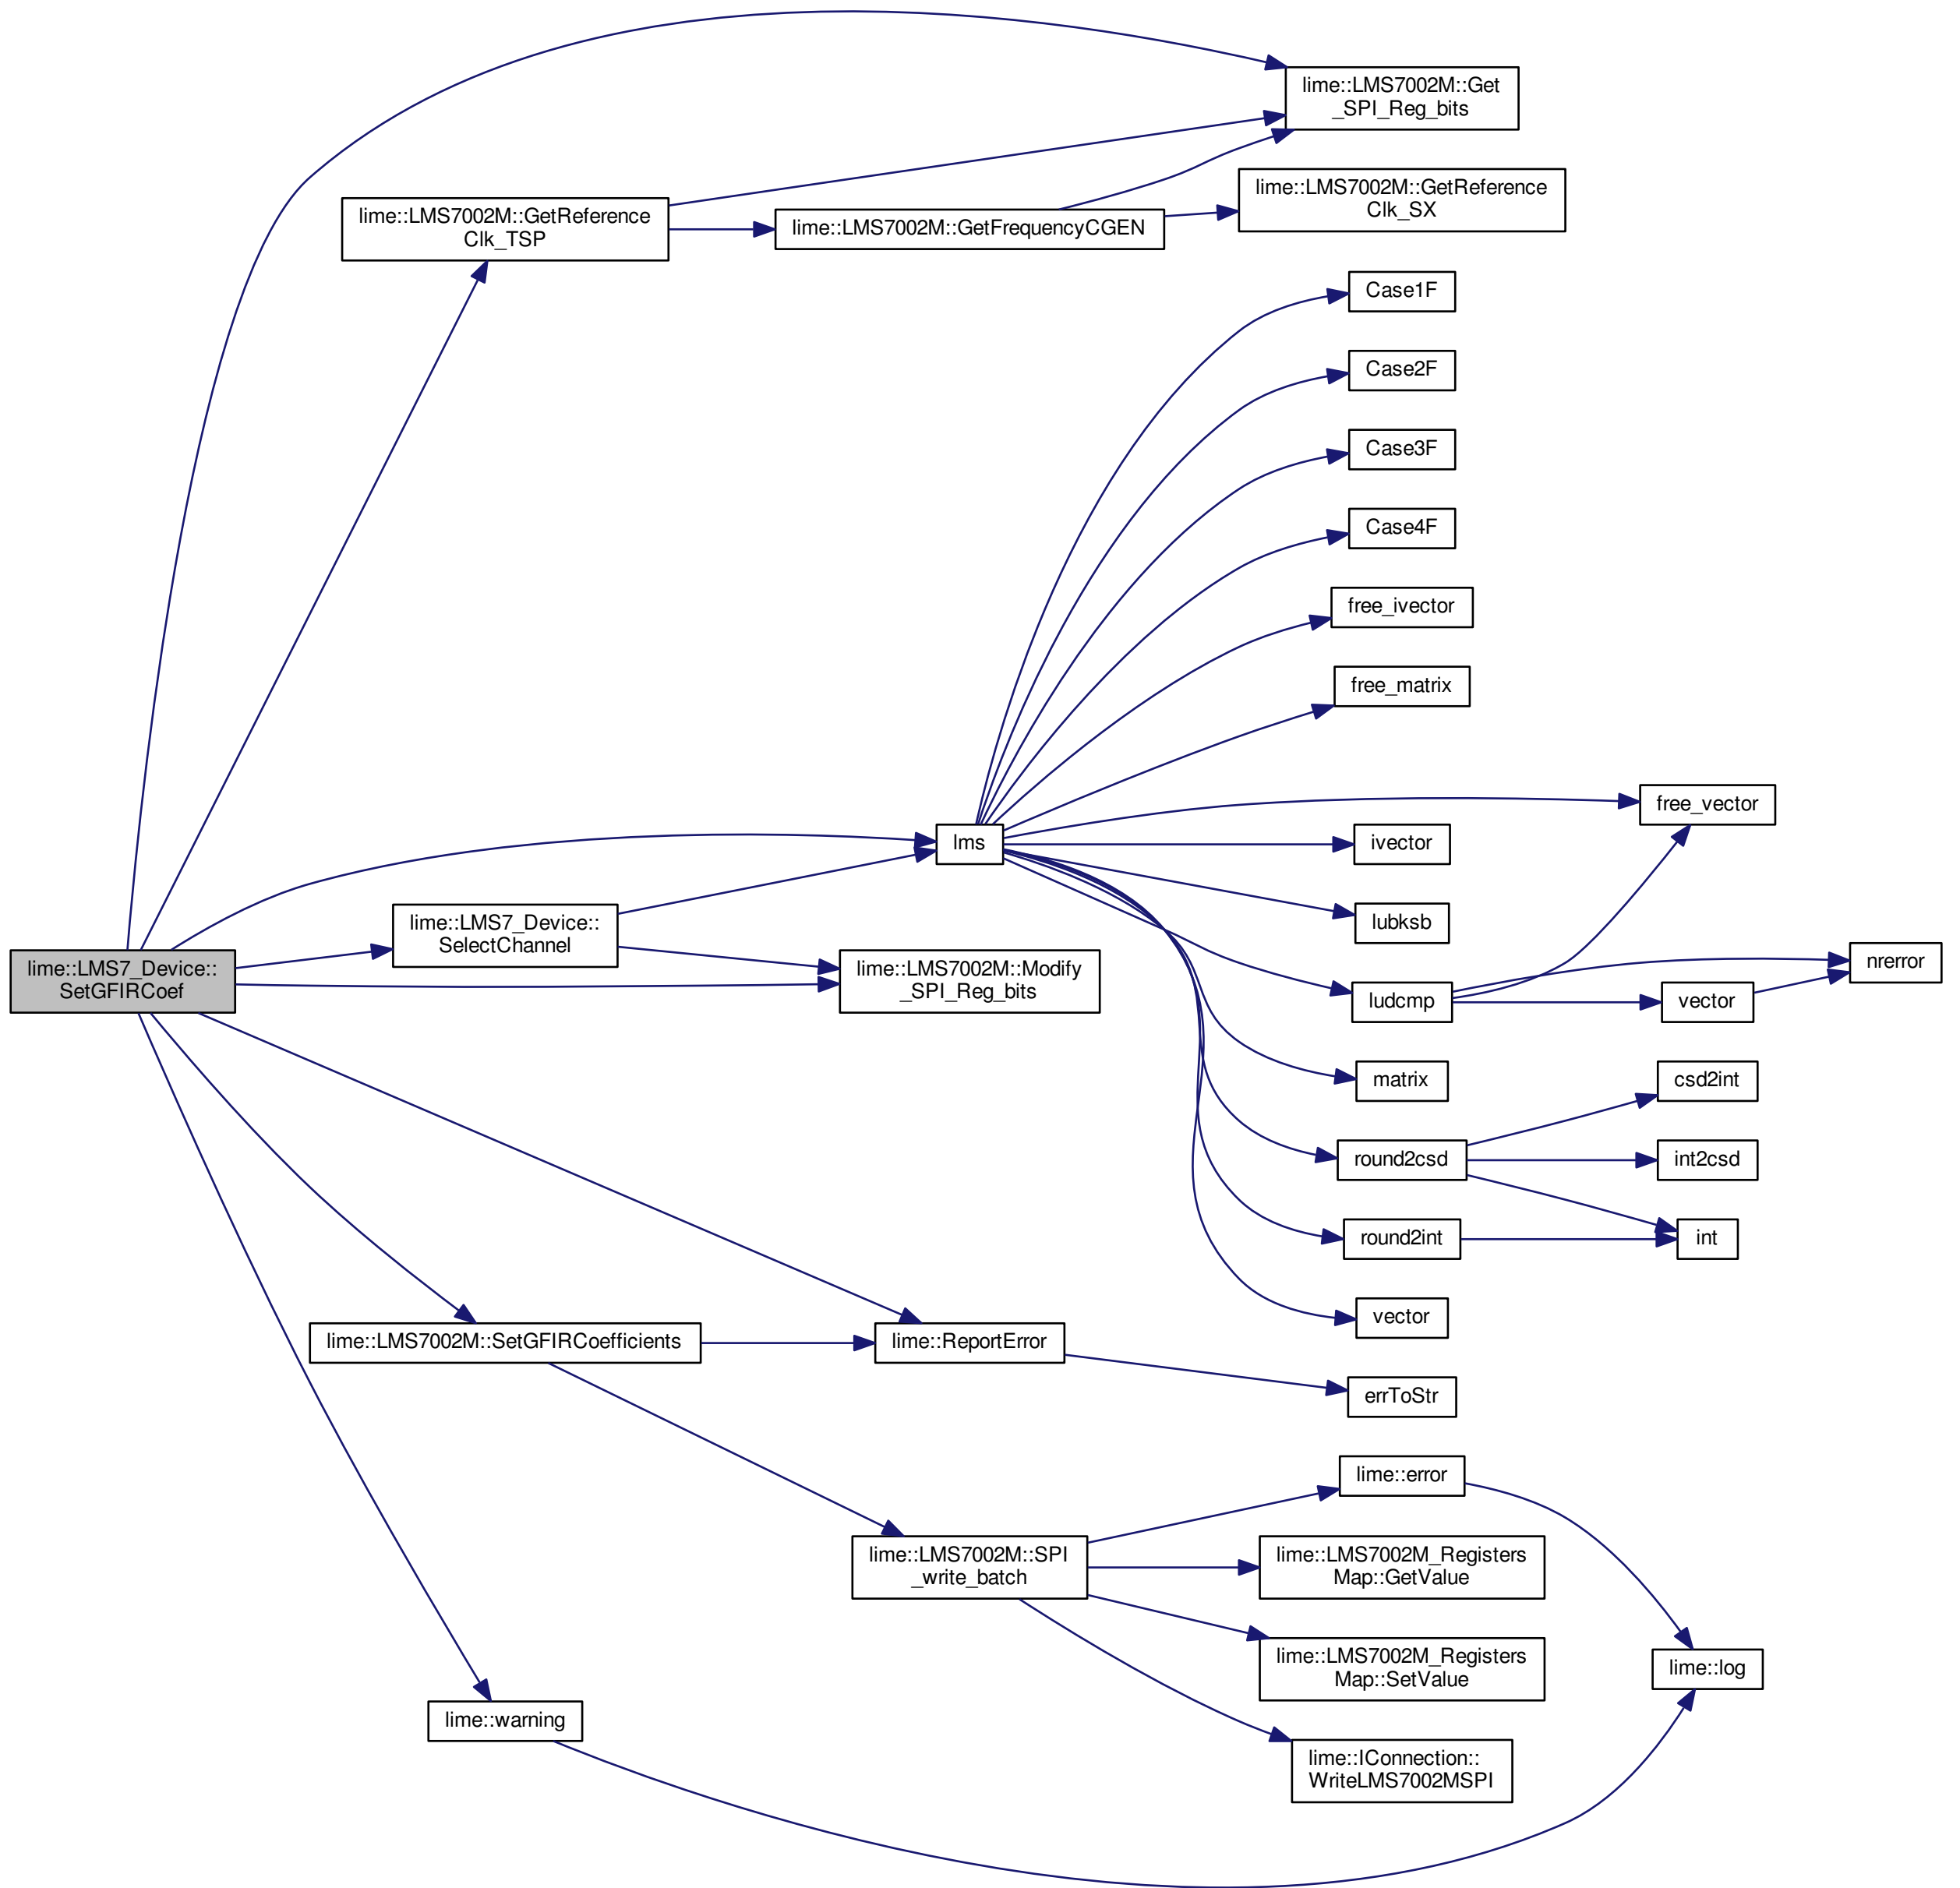 lime::LMS7002M::Get
_SPI_Reg_bits
lime::LMS7002M::GetReference
Clk_SX
lime::LMS7002M::GetReference
Clk_TSP
lime::LMS7002M::GetFrequencyCGEN
Case1F
Case2F
Case3F
Case4F
free_ivector
free_matrix
free_vector
lms
ivector
lubksb
lime::LMS7_Device::
SelectChannel
lime::LMS7_Device::
SetGFIRCoef
lime::LMS7002M::Modify
_SPI_Reg_bits
nrerror
ludcmp
vector
matrix
csd2int
round2csd
int2csd
round2int
int
vector
lime::LMS7002M::SetGFIRCoefficients
lime::ReportError
errToStr
lime::error
lime::LMS7002M::SPI
_write_batch
lime::LMS7002M_Registers
Map::GetValue
lime::LMS7002M_Registers
Map::SetValue
lime::log
lime::warning
lime::IConnection::
WriteLMS7002MSPI